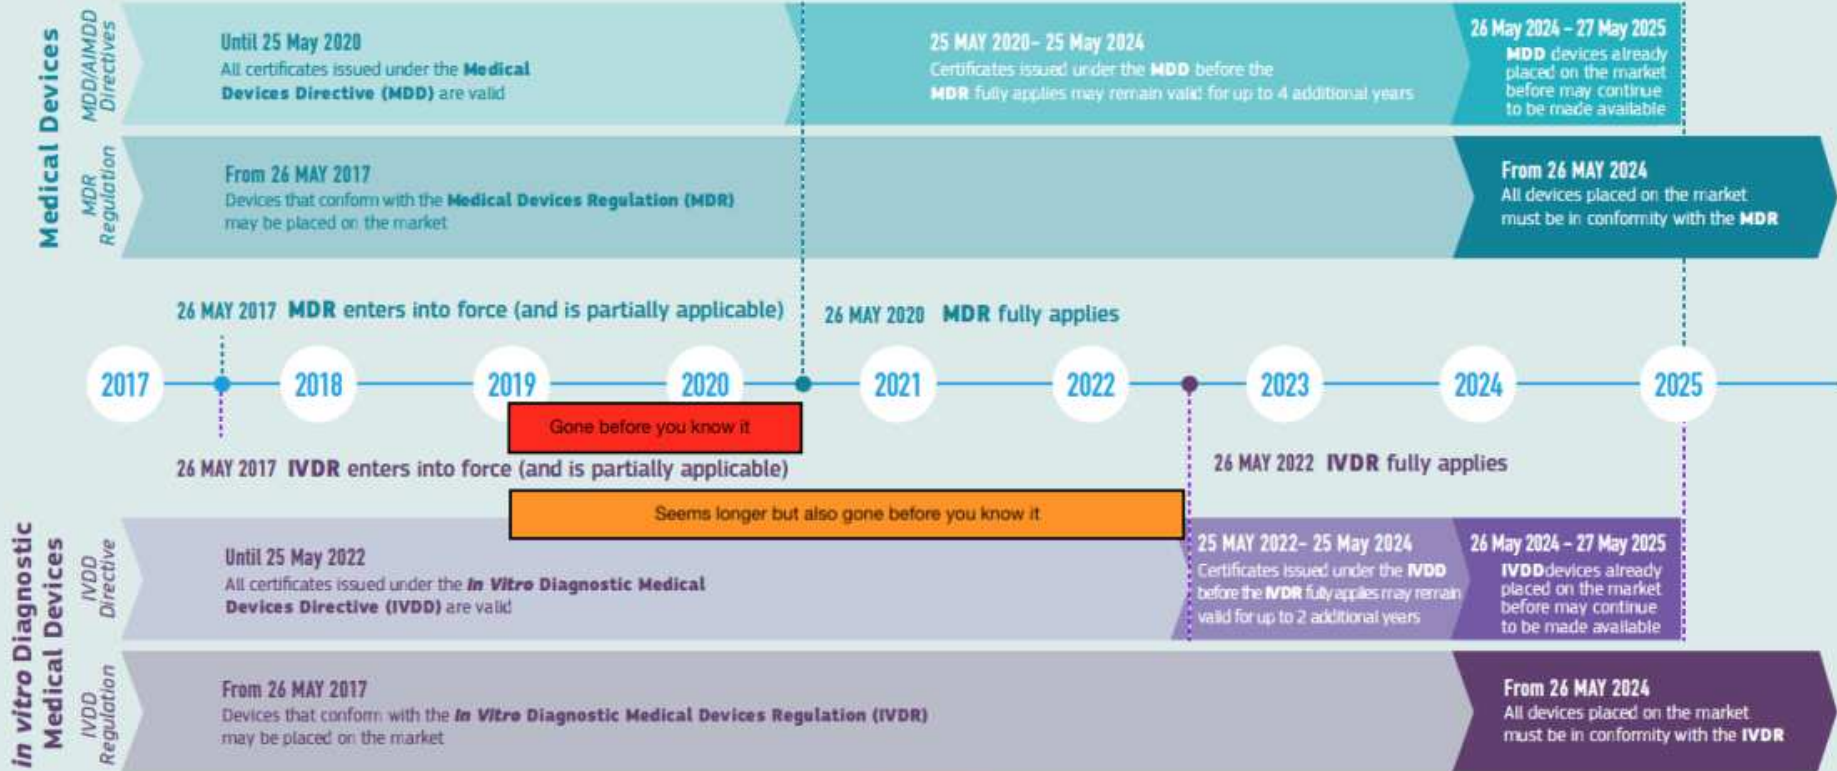 Medical Devices
MDD/AIMDD
Directives
Until 25 May 2020
All certificates issued under the Medical
Devices Directive (MDD) are valid
25 MAY 2020- 25 May 2024
Certificates issued under the MDD before the
MDR fully applies may remain valid for up to 4 additional years
26 May 2024 - 27 May 2025
MDD devices already
placed on the market
before may continue
to be made available
MDR
Regulation
From 26 MAY 2017
Devices that conform with the Medical Devices Regulation (MDR)
may be placed on the market
From 26 MAY 2024
All devices placed on the market
must be in conformity with the MDR
26 MAY 2017 MDR enters into force (and is partially applicable)
26 MAY 2020 MDR fully applies
2017 2018 2019 2020 2021 2022 2023 2024 2025
Gone before you know it
26 MAY 2017 IVDR enters into force (and is partially applicable)
26 MAY 2022 IVDR fully applies
Seems longer but also gone before you know it
in vitro Diagnostic
Medical Devices
IVDD
Directive
Until 25 May 2022
All certificates issued under the In Vitro Diagnostic Medical
Devices Directive (IVDD) are valid
25 MAY 2022- 25 May 2024
Certificates issued under the IVDD
before the IVDR fully applies may remain
valid for up to 2 additional years
26 May 2024 - 27 May 2025
IVDD devices already
placed on the market
before may continue
to be made available
IVDD
Regulation
From 26 MAY 2017
Devices that conform with the In Vitro Diagnostic Medical Devices Regulation (IVDR)
may be placed on the market
From 26 MAY 2024
All devices placed on the market
must be in conformity with the IVDR